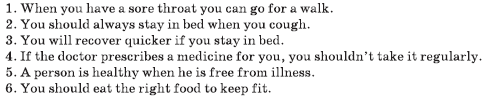 1. When you have a sore throat you can go for a walk.
2. You should always stay in bed when you cough.
3. You will recover quicker if you stay in bed.
4. If the doctor prescribes a medicine for you, you shouldn't take it regularly.
5. A person is healthy when he is free from illness.
6. You should eat the right food to keep fit.